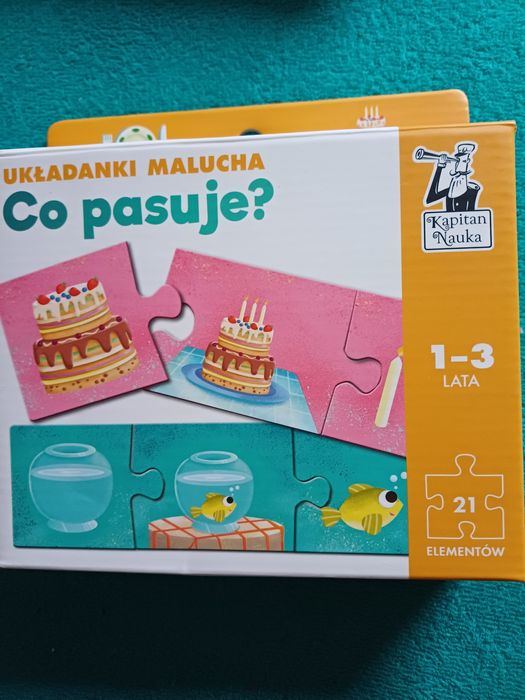 UKŁADANKI MALUCHA
Co pasuje?
Kapitan
Nauka
1-3
LATA
21
ELEMENTÓW